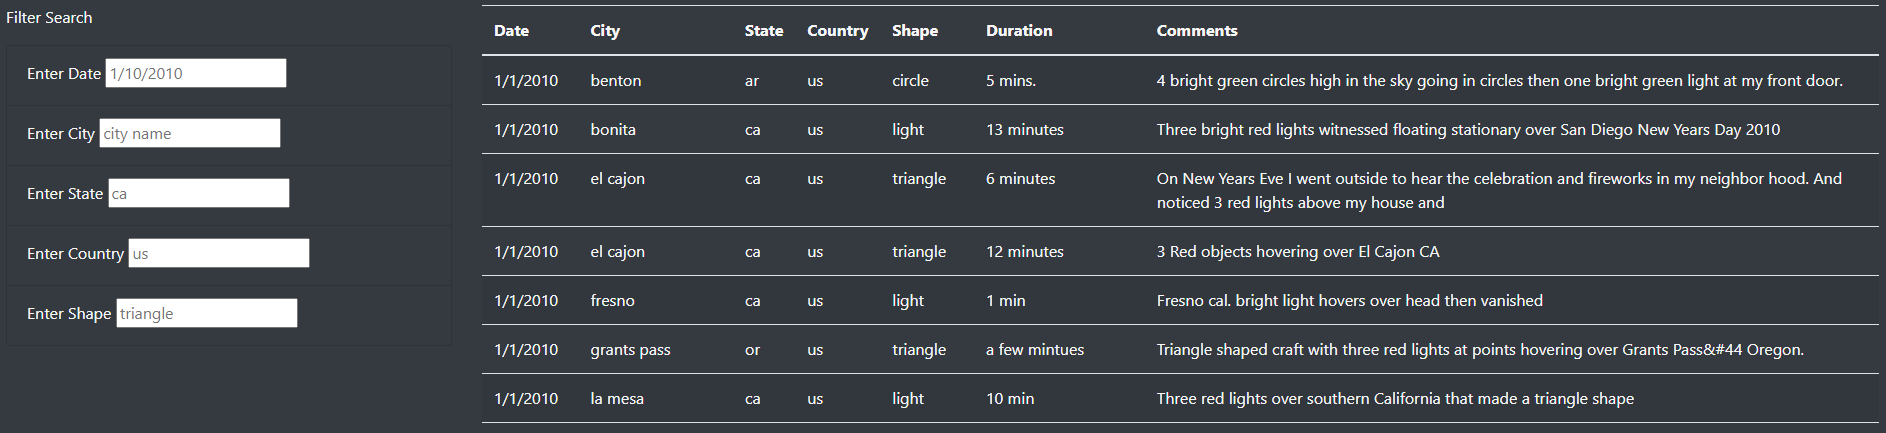 Filter Search
Enter Date 1/10/2010
Enter City city name
Enter State ca
Enter Country us
Enter Shape triangle
Date City State Country Shape Duration Comments
1/1/2010 benton ar us circle 5 mins. 4 bright green circles high in the sky going in circles then one bright green light at my front door.
1/1/2010 bonita ca us light 13 minutes Three bright red lights witnessed floating stationary over San Diego New Years Day 2010
1/1/2010 el cajon ca us triangle 6 minutes On New Years Eve I went outside to hear the celebration and fireworks in my neighbor hood. And
noticed 3 red lights above my house and
1/1/2010 el cajon ca us triangle 12 minutes 3 Red objects hovering over El Cajon CA
1/1/2010 fresno ca us light 1 min Fresno cal. bright light hovers over head then vanished
1/1/2010 grants pass or us triangle a few mintues Triangle shaped craft with three red lights at points hovering over Grants Pass&#44 Oregon.
1/1/2010 la mesa ca us light 10 min Three red lights over southern California that made a triangle shape